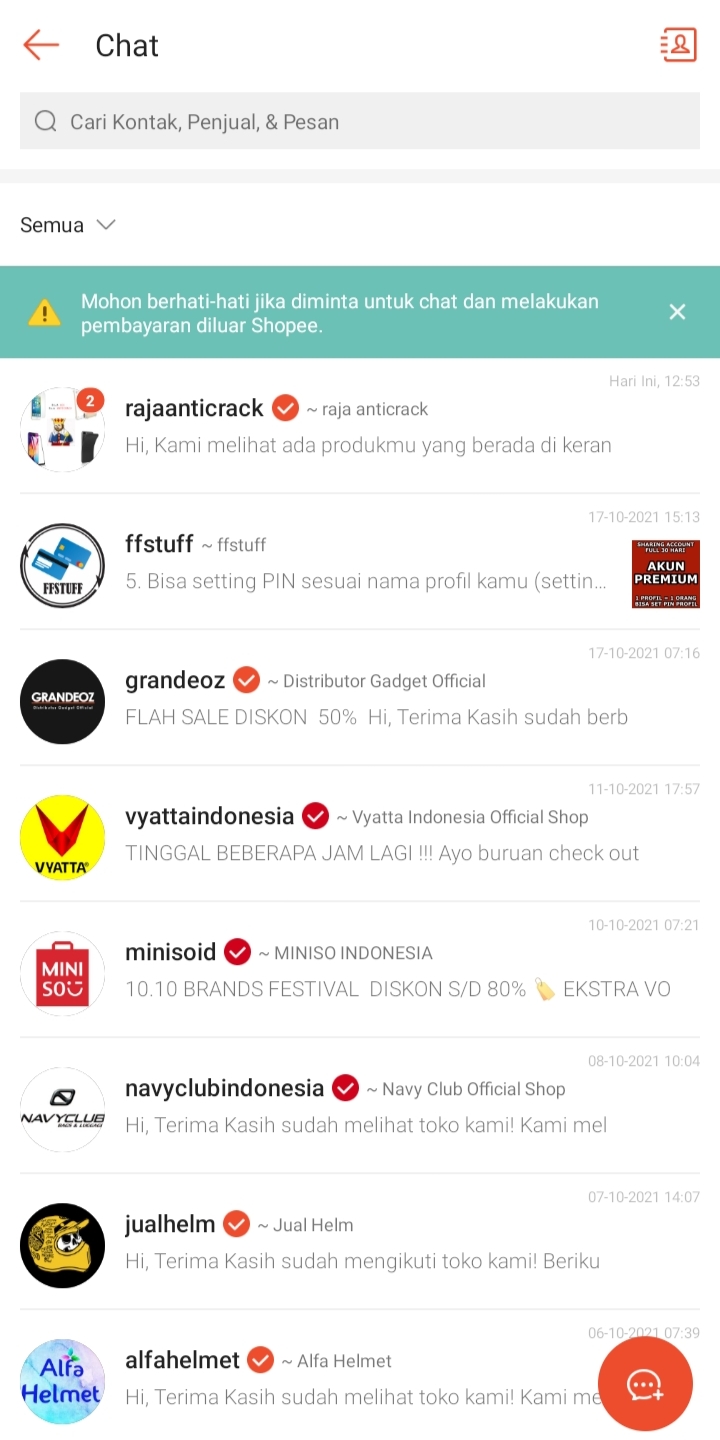 Chat
Cari Kontak, Penjual, & Pesan
Semua
Mohon berhati-hati jika diminta untuk chat dan melakukan
pembayaran diluar Shopee.
Hari Ini, 12:53
2
rajaanticrack ~ raja anticrack
Hi, Kami melihat ada produkmu yang berada di keran
17-10-2021 15:13
FFSTUFF
ffstuff ~ ffstuff
5. Bisa setting PIN sesuai nama profil kamu (settin...
SHARING ACCOUNT
FULL 30 HARI
AKUN
PREMIUM
1 PROFIL = 1 ORANG
BISA SET PIN PROFIL
17-10-2021 07:16
GRANDEOZ
Distributor Gadget Official
grandeoz ~ Distributor Gadget Official
FLAH SALE DISKON  50%  Hi, Terima Kasih sudah berb
11-10-2021 17:57
VYATTA
vyattaindonesia ~ Vyatta Indonesia Official Shop
TINGGAL BEBERAPA JAM LAGI !!! Ayo buruan check out
10-10-2021 07:21
MINI
SO
minisoid ~ MINISO INDONESIA
10.10 BRANDS FESTIVAL  DISKON S/D 80% 🏷️ EKSTRA VO
08-10-2021 10:04
NAVYCLUB
BAGS & LUGGAGE
navyclubindonesia ~ Navy Club Official Shop
Hi, Terima Kasih sudah melihat toko kami! Kami mel
07-10-2021 14:07
jualhelm ~ Jual Helm
Hi, Terima Kasih sudah mengikuti toko kami! Beriku
06-10-2021 07:39
Alfa
Helmet
alfahelmet ~ Alfa Helmet
Hi, Terima Kasih sudah melihat toko kami! Kami me